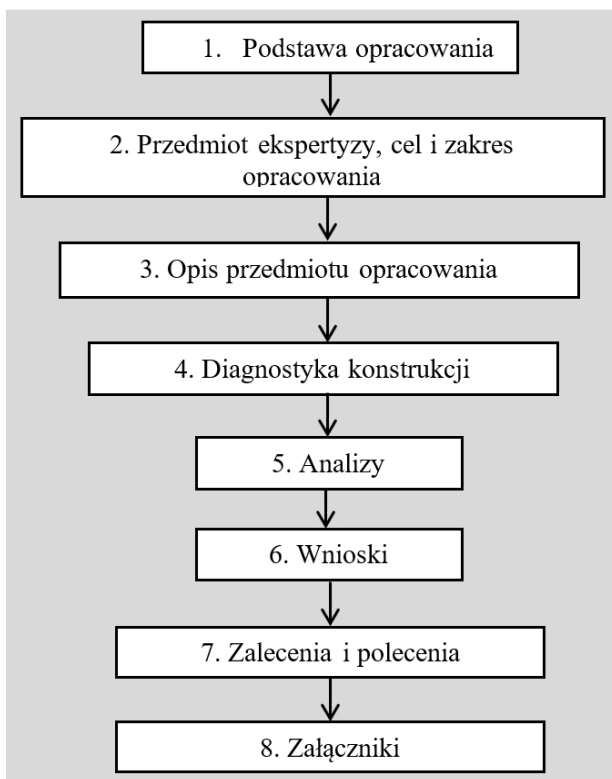 1. Podstawa opracowania
2. Przedmiot ekspertyzy, cel i zakres
opracowania
3. Opis przedmiotu opracowania
4. Diagnostyka konstrukcji
5. Analizy
6. Wnioski
7. Zalecenia i polecenia
8. Załączniki